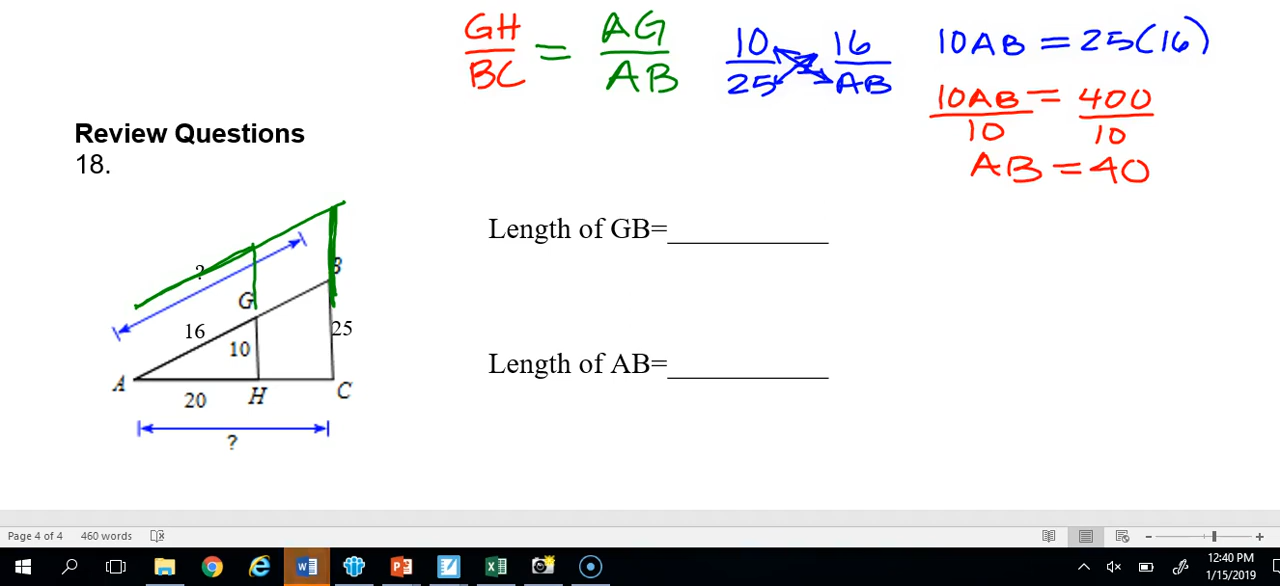 GH/BC = AG/AB
10/25 16/AB
10AB = 25(16)
10AB/10 = 400/10
AB = 40
Review Questions
18.
Length of GB=__________
?
B
G
16
25
10
Length of AB=__________
A
20
H
C
?
Page 4 of 4 460 words
12:40 PM
1/15/2019